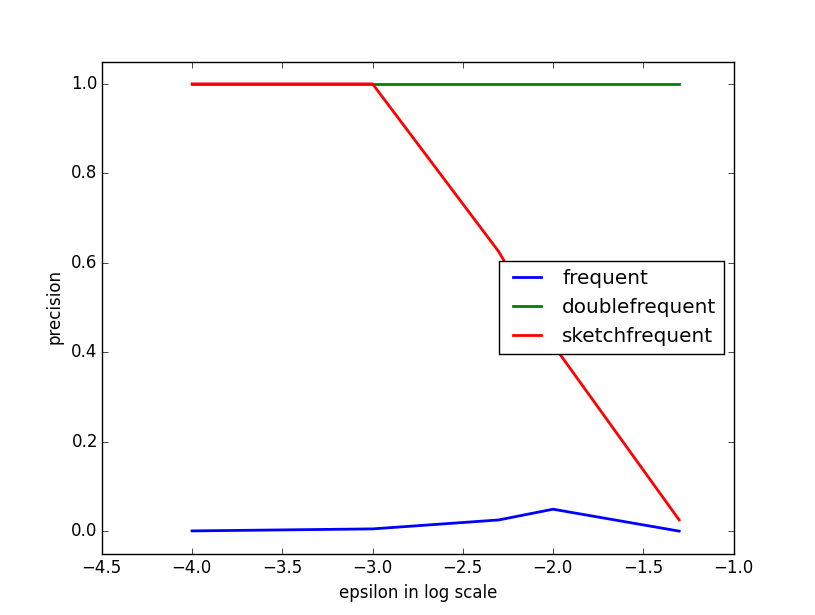 1.0
0.8
0.6
0.4
0.2
0.0
precision
frequent
doublefrequent
sketchfrequent
−4.5 −4.0 −3.5 −3.0 −2.5 −2.0 −1.5 −1.0
epsilon in log scale